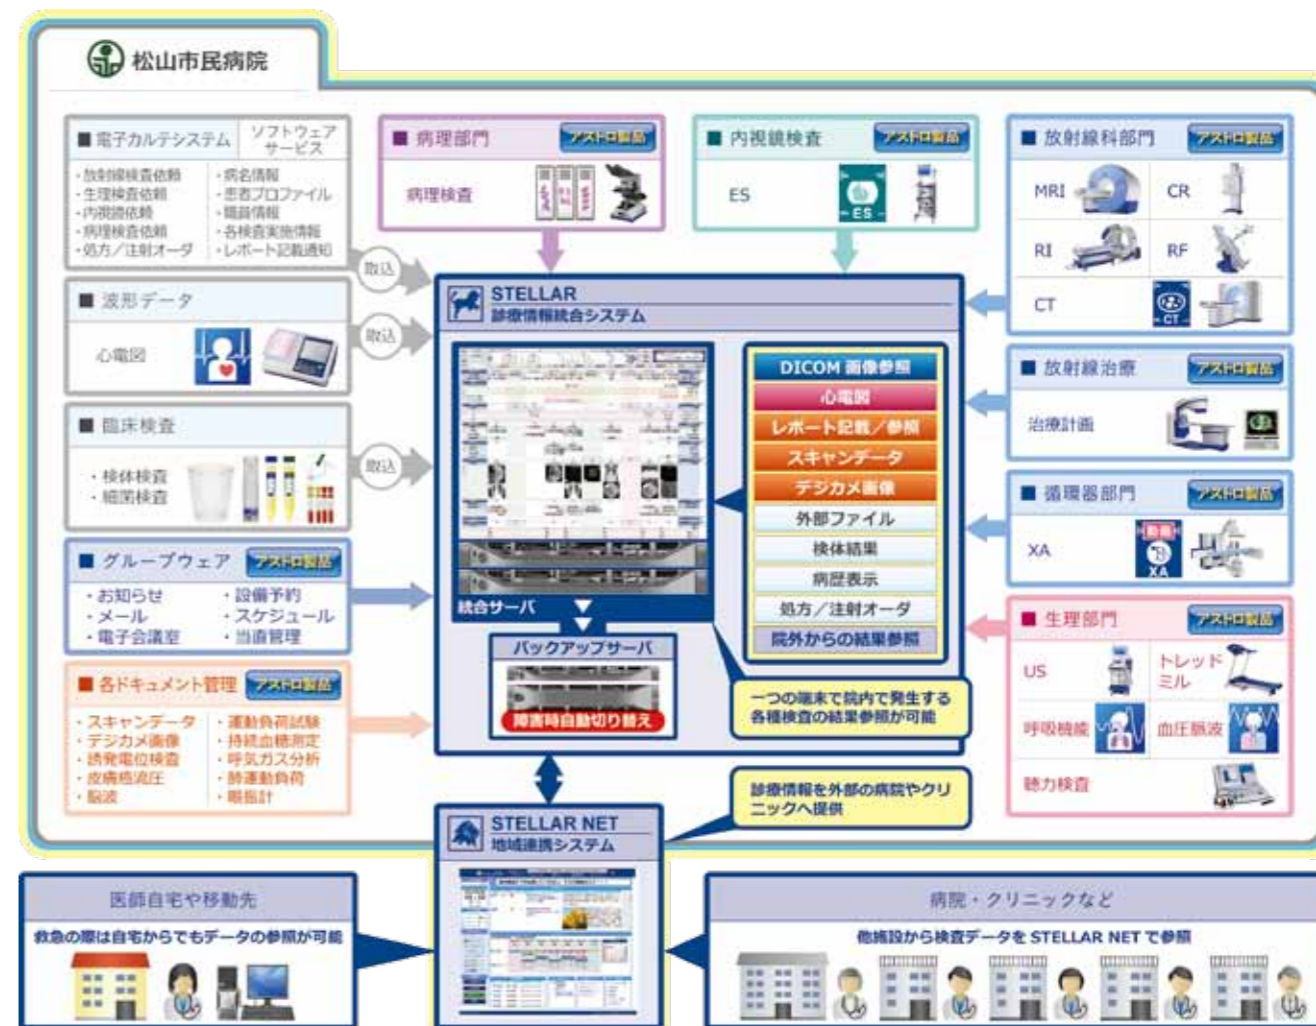 松山市民病院
■ 電子カルテシステム
ソフトウェア
サービス
・放射線検査依頼
・生理検査依頼
・内視鏡依頼
・病理検査依頼
・処方／注射オーダ
・病名情報
・患者プロファイル
・職員情報
・各検査実施情報
・レポート記載通知
取込
■ 波形データ
心電図
取込
■ 臨床検査
・検体検査
・細菌検査
取込
■ グループウェア
アストロ製品
・お知らせ
・メール
・電子会議室
・設備予約
・スケジュール
・当直管理
■ 各ドキュメント管理
アストロ製品
・スキャンデータ
・デジカメ画像
・誘発電位検査
・皮膚灌流圧
・脳波
・運動負荷試験
・持続血糖測定
・呼気ガス分析
・肺運動負荷
・眼振計
■ 病理部門
アストロ製品
病理検査
■ 内視鏡検査
アストロ製品
ES
ES
STELLAR
診療情報統合システム
統合サーバ
バックアップサーバ
障害時自動切り替え
DICOM 画像参照
心電図
レポート記載／参照
スキャンデータ
デジカメ画像
外部ファイル
検体結果
病歴表示
処方／注射オーダ
院外からの結果参照
一つの端末で院内で発生する
各種検査の結果参照が可能
■ 放射線科部門
アストロ製品
MRI
CR
RI
RF
CT
CT
■ 放射線治療
アストロ製品
治療計画
■ 循環器部門
アストロ製品
XA
動画
XA
■ 生理部門
アストロ製品
US
トレッド
ミル
呼吸機能
血圧脈波
聴力検査
診療情報を外部の病院やクリ
ニックへ提供
STELLAR NET
地域連携システム
医師自宅や移動先
救急の際は自宅からでもデータの参照が可能
病院・クリニックなど
他施設から検査データを STELLAR NET で参照